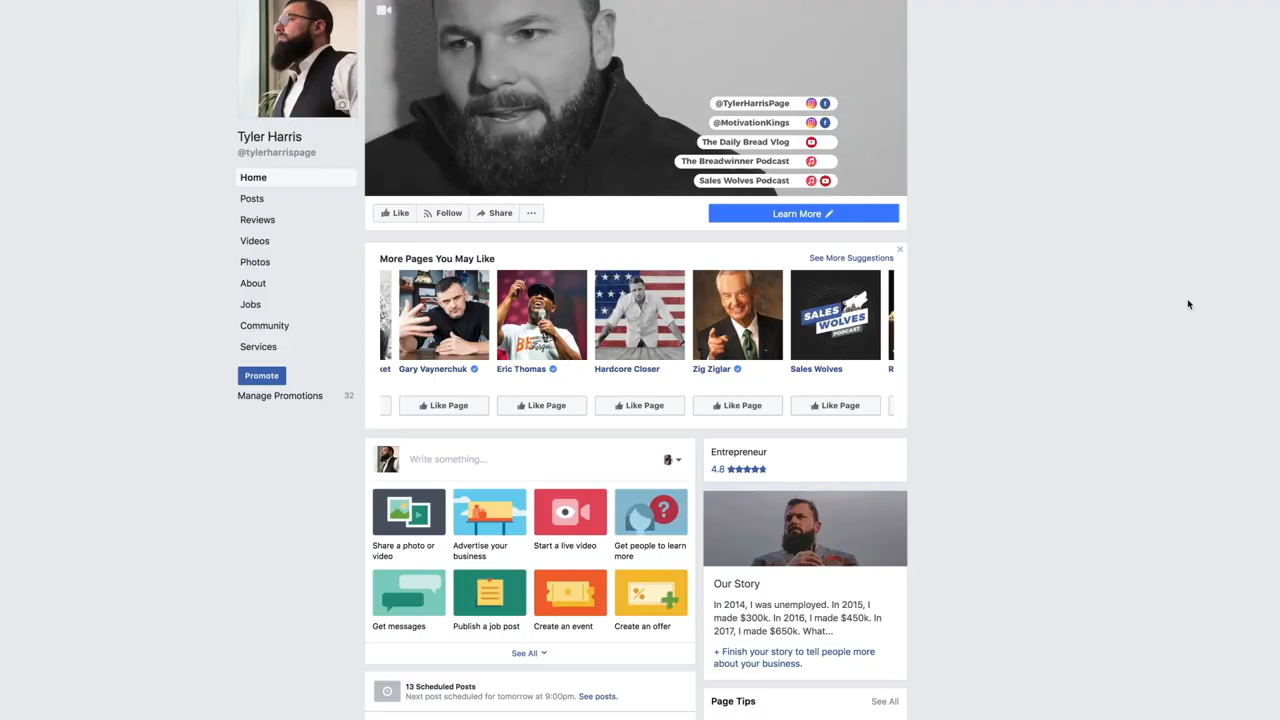 @TylerHarrisPage
@MotivationKings
The Daily Bread Vlog
The Breadwinner Podcast
Sales Wolves Podcast
Tyler Harris
@tylerharrispage
Home
Posts
Reviews
Videos
Photos
About
Jobs
Community
Services
Promote
Manage Promotions 32
Like Follow Share ...
Learn More
More Pages You May Like See More Suggestions
SALES
WOLVES
PODCAST
ket Gary Vaynerchuk Eric Thomas Hardcore Closer Zig Ziglar Sales Wolves R
Like Page Like Page Like Page Like Page Like Page
Write something...
Share a photo or video
Advertise your business
Start a live video
Get people to learn more
Get messages
Publish a job post
Create an event
Create an offer
See All
13 Scheduled Posts
Next post scheduled for tomorrow at 9:00pm. See posts.
Entrepreneur
4.8
Our Story
In 2014, I was unemployed. In 2015, I
made $300k. In 2016, I made $450k. In
2017, I made $650k. What...
+ Finish your story to tell people more
about your business.
Page Tips See All